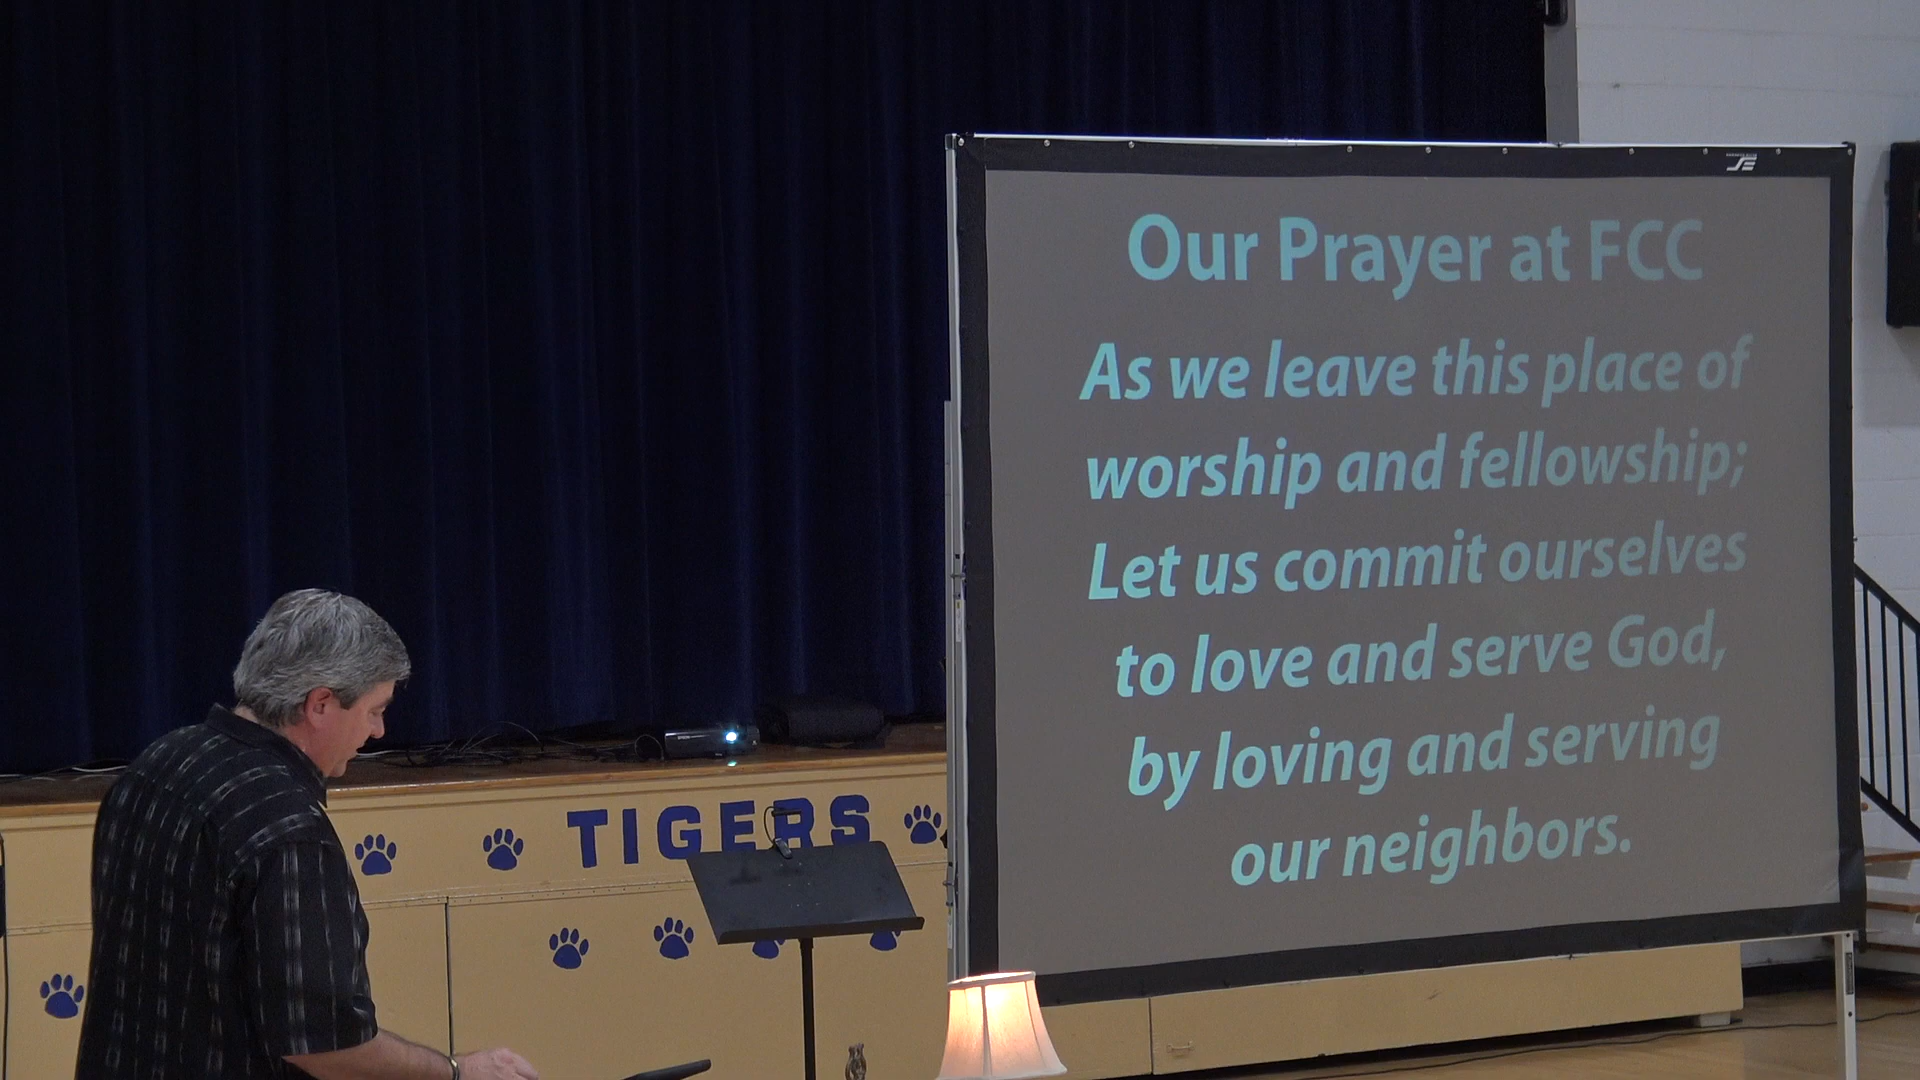 Our Prayer at FCC
As we leave this place of
worship and fellowship;
Let us commit ourselves
to love and serve God,
by loving and serving
our neighbors.
TIGERS